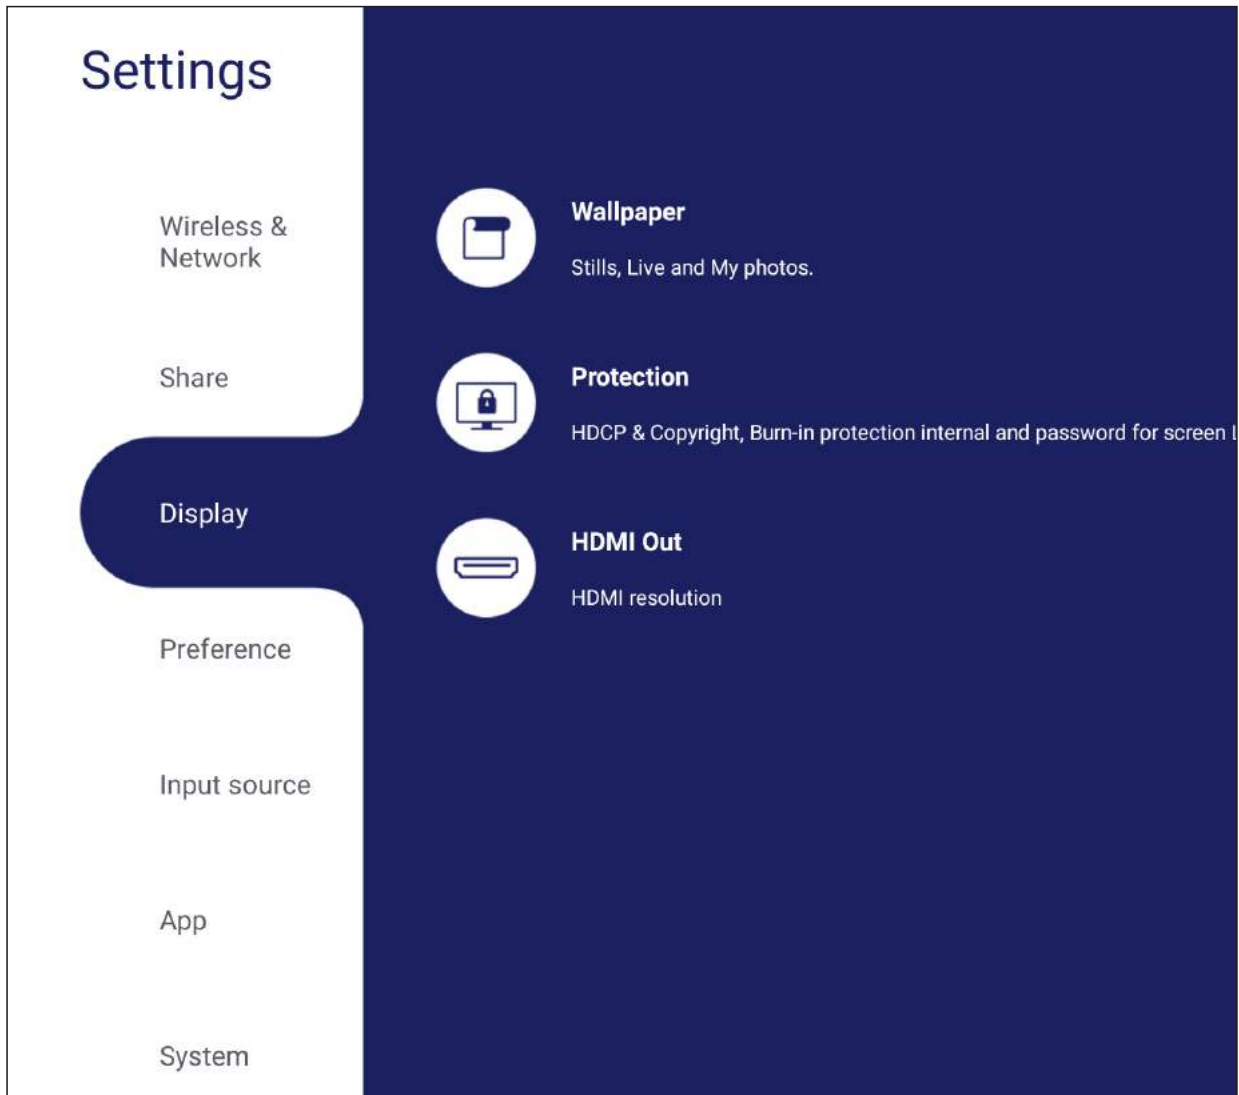 Settings
Wireless &
Network
Share
Display
Preference
Input source
App
System
Wallpaper
Stills, Live and My photos.
Protection
HDCP & Copyright, Burn-in protection internal and password for screen
HDMI Out
HDMI resolution